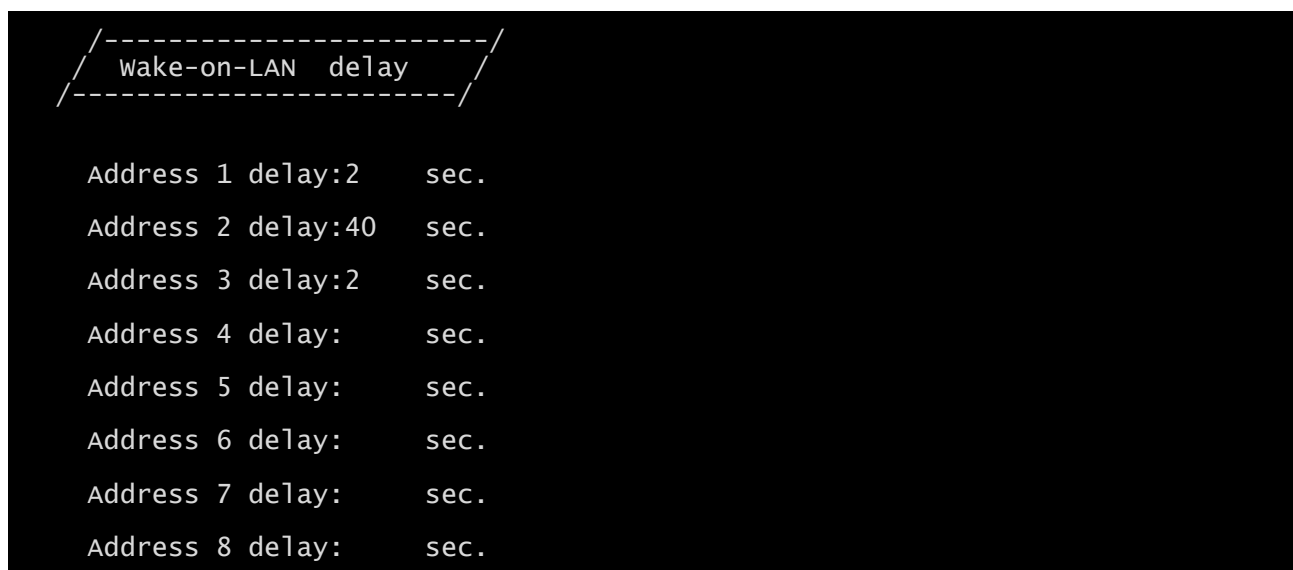 /------------------------/
/ Wake-on-LAN delay /
/------------------------/
Address 1 delay:2 sec.
Address 2 delay:40 sec.
Address 3 delay:2 sec.
Address 4 delay: sec.
Address 5 delay: sec.
Address 6 delay: sec.
Address 7 delay: sec.
Address 8 delay: sec.